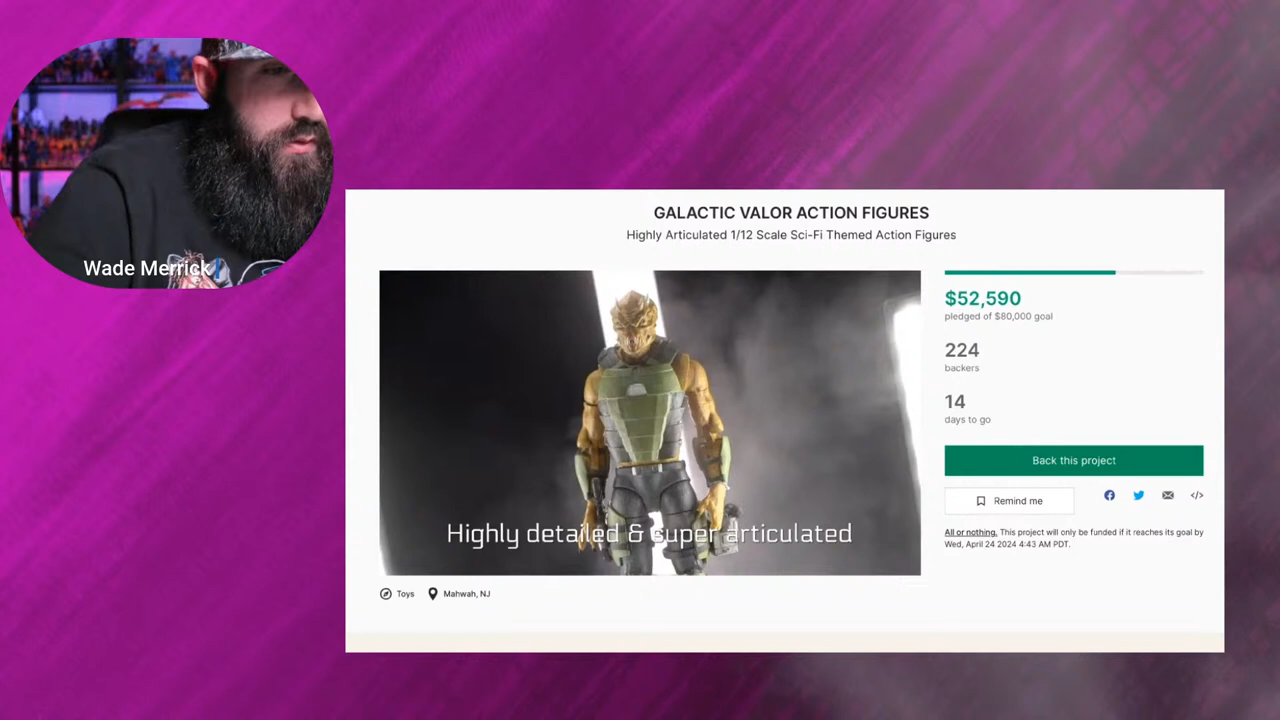 Wade Merrick
GALACTIC VALOR ACTION FIGURES
Highly Articulated 1/12 Scale Sci-Fi Themed Action Figures
Highly detailed & super articulated
Toys
Mahwah, NJ
$52,590
pledged of $80,000 goal
224
backers
14
days to go
Back this project
Remind me
</>
All or nothing. This project will only be funded if it reaches its goal by
Wed, April 24 2024 4:43 AM PDT.